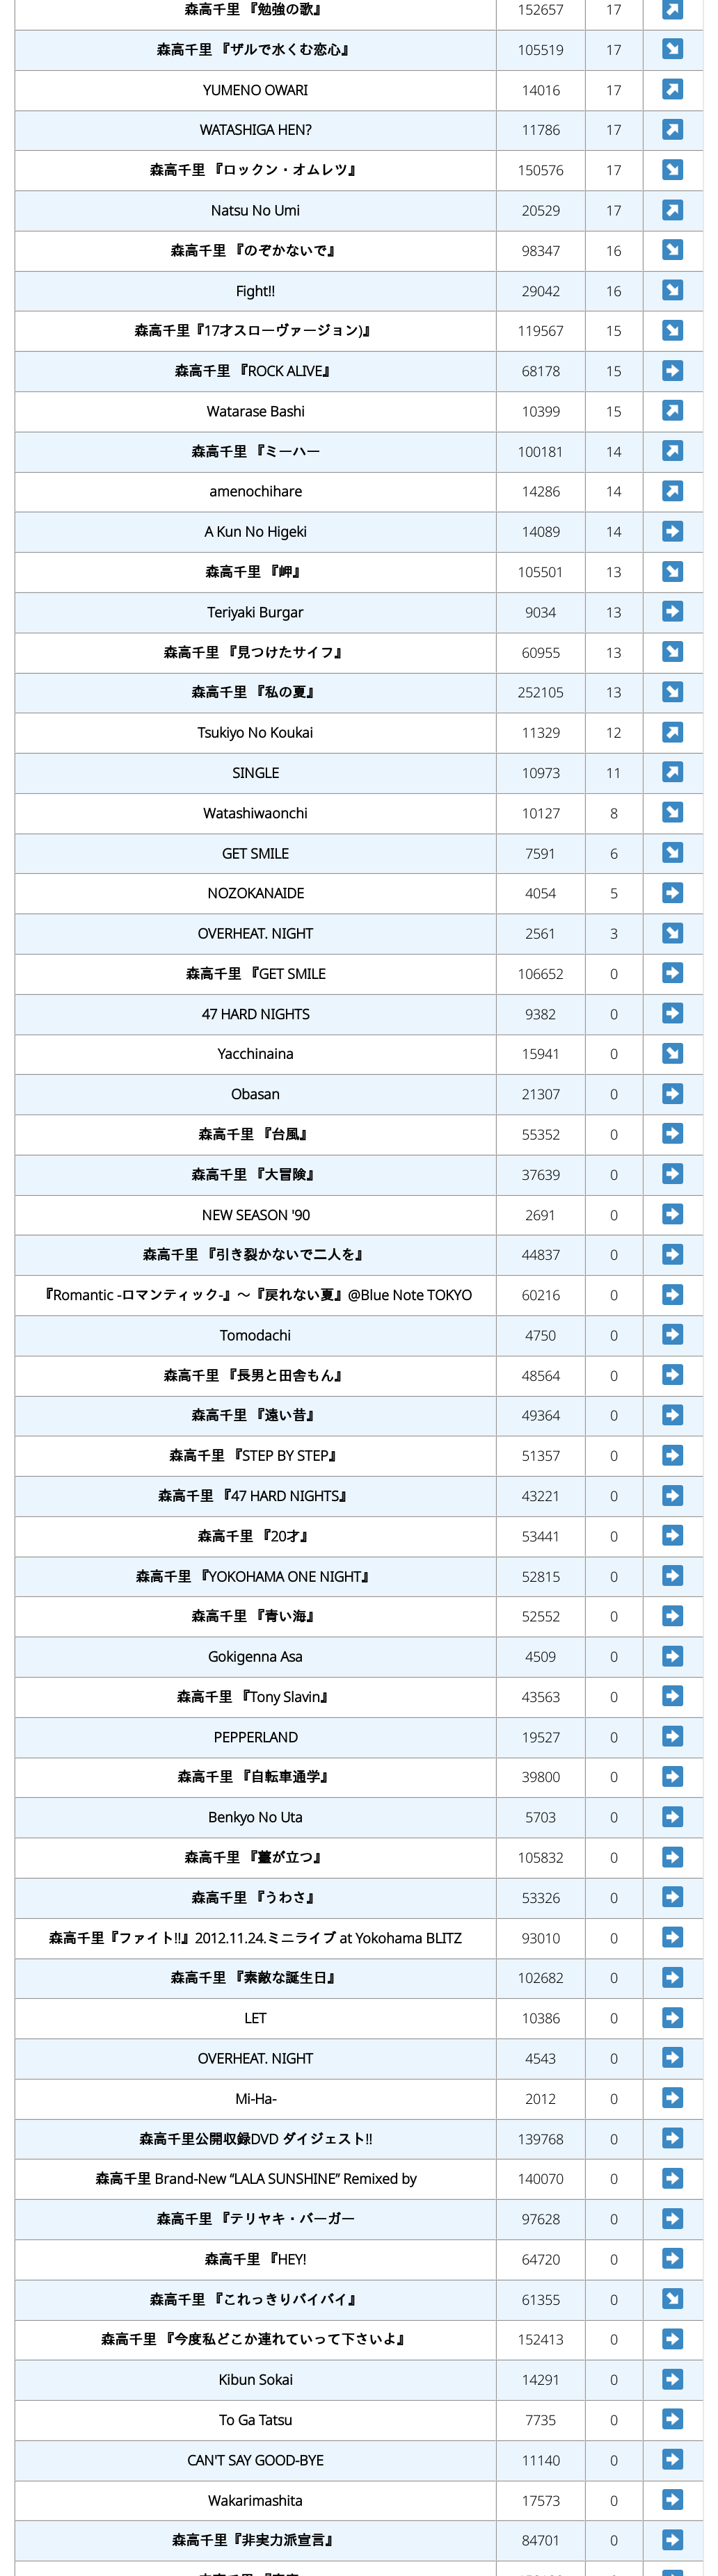 森高千里 『勉強の歌』 152657 17 ↗
森高千里 『ザルで水くむ恋心』 105519 17 ↘
YUMENO OWARI 14016 17 ↗
WATASHIGA HEN? 11786 17 ↗
森高千里 『ロックン・オムレツ』 150576 17 ↘
Natsu No Umi 20529 17 ↗
森高千里 『のぞかないで』 98347 16 ↘
Fight!! 29042 16 ↘
森高千里『17才スローヴァージョン)』 119567 15 ↘
森高千里 『ROCK ALIVE』 68178 15 ➡
Watarase Bashi 10399 15 ↗
森高千里 『ミーハー 100181 14 ↗
amenochihare 14286 14 ↗
A Kun No Higeki 14089 14 ➡
森高千里 『岬』 105501 13 ↘
Teriyaki Burgar 9034 13 ➡
森高千里 『見つけたサイフ』 60955 13 ↘
森高千里 『私の夏』 252105 13 ↘
Tsukiyo No Koukai 11329 12 ↗
SINGLE 10973 11 ↗
Watashiwaonchi 10127 8 ↘
GET SMILE 7591 6 ↘
NOZOKANAIDE 4054 5 ➡
OVERHEAT. NIGHT 2561 3 ↘
森高千里 『GET SMILE 106652 0 ➡
47 HARD NIGHTS 9382 0 ➡
Yacchinaina 15941 0 ↘
Obasan 21307 0 ➡
森高千里 『台風』 55352 0 ➡
森高千里 『大冒険』 37639 0 ➡
NEW SEASON '90 2691 0 ➡
森高千里 『引き裂かないで二人を』 44837 0 ➡
『Romantic -ロマンティック-』〜『戻れない夏』@Blue Note TOKYO 60216 0 ➡
Tomodachi 4750 0 ➡
森高千里 『長男と田舎もん』 48564 0 ➡
森高千里 『遠い昔』 49364 0 ➡
森高千里 『STEP BY STEP』 51357 0 ➡
森高千里 『47 HARD NIGHTS』 43221 0 ➡
森高千里 『20才』 53441 0 ➡
森高千里 『YOKOHAMA ONE NIGHT』 52815 0 ➡
森高千里 『青い海』 52552 0 ➡
Gokigenna Asa 4509 0 ➡
森高千里 『Tony Slavin』 43563 0 ➡
PEPPERLAND 19527 0 ➡
森高千里 『自転車通学』 39800 0 ➡
Benkyo No Uta 5703 0 ➡
森高千里 『薹が立つ』 105832 0 ➡
森高千里 『うわさ』 53326 0 ➡
森高千里『ファイト!!』2012.11.24.ミニライブ at Yokohama BLITZ 93010 0 ➡
森高千里 『素敵な誕生日』 102682 0 ➡
LET 10386 0 ➡
OVERHEAT. NIGHT 4543 0 ➡
Mi-Ha- 2012 0 ➡
森高千里公開収録DVD ダイジェスト!! 139768 0 ➡
森高千里 Brand-New “LALA SUNSHINE” Remixed by 140070 0 ➡
森高千里 『テリヤキ・バーガー 97628 0 ➡
森高千里 『HEY! 64720 0 ➡
森高千里 『これっきりバイバイ』 61355 0 ↘
森高千里 『今度私どこか連れていって下さいよ』 152413 0 ➡
Kibun Sokai 14291 0 ➡
To Ga Tatsu 7735 0 ➡
CAN'T SAY GOOD-BYE 11140 0 ➡
Wakarimashita 17573 0 ➡
森高千里『非実力派宣言』 84701 0 ➡